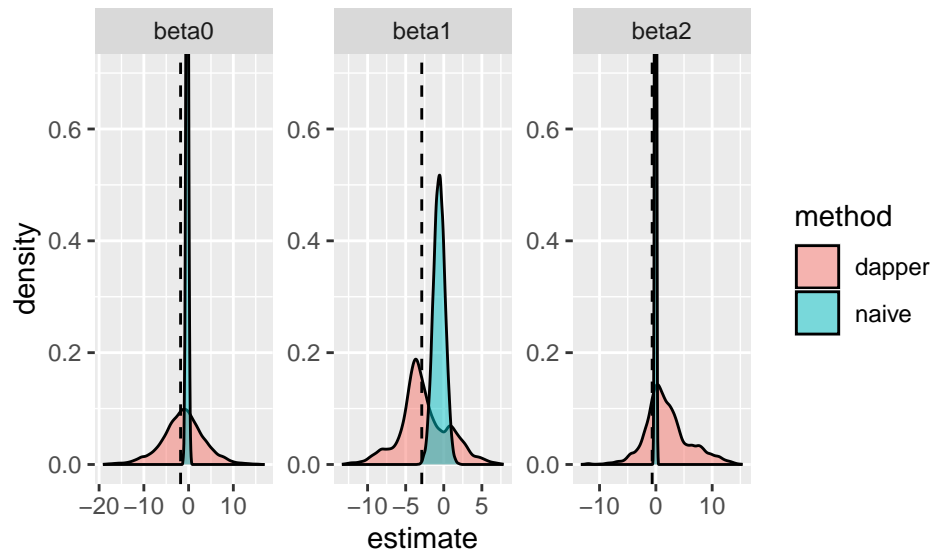 beta0 beta1 beta2
density
0.6 0.6 0.6
0.4 0.4 0.4
0.2 0.2 0.2
0.0 0.0 0.0
−20 −10 0 10 −10 −5 0 5 −10 0 10
estimate
method
dapper
naive